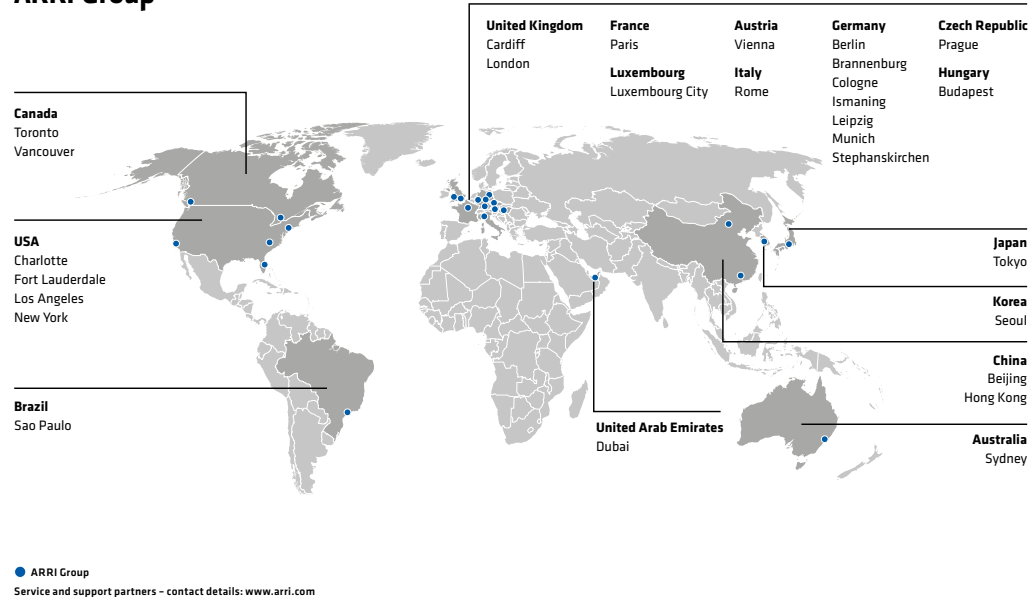 ARRI Group
United Kingdom
Cardiff
London
France
Paris
Luxembourg
Luxembourg City
Austria
Vienna
Italy
Rome
Germany
Berlin
Brannenburg
Cologne
Ismaning
Leipzig
Munich
Stephanskirchen
Czech Republic
Prague
Hungary
Budapest
Canada
Toronto
Vancouver
USA
Charlotte
Fort Lauderdale
Los Angeles
New York
Brazil
Sao Paulo
United Arab Emirates
Dubai
Japan
Tokyo
Korea
Seoul
China
Beijing
Hong Kong
Australia
Sydney
ARRI Group
Service and support partners – contact details: www.arri.com